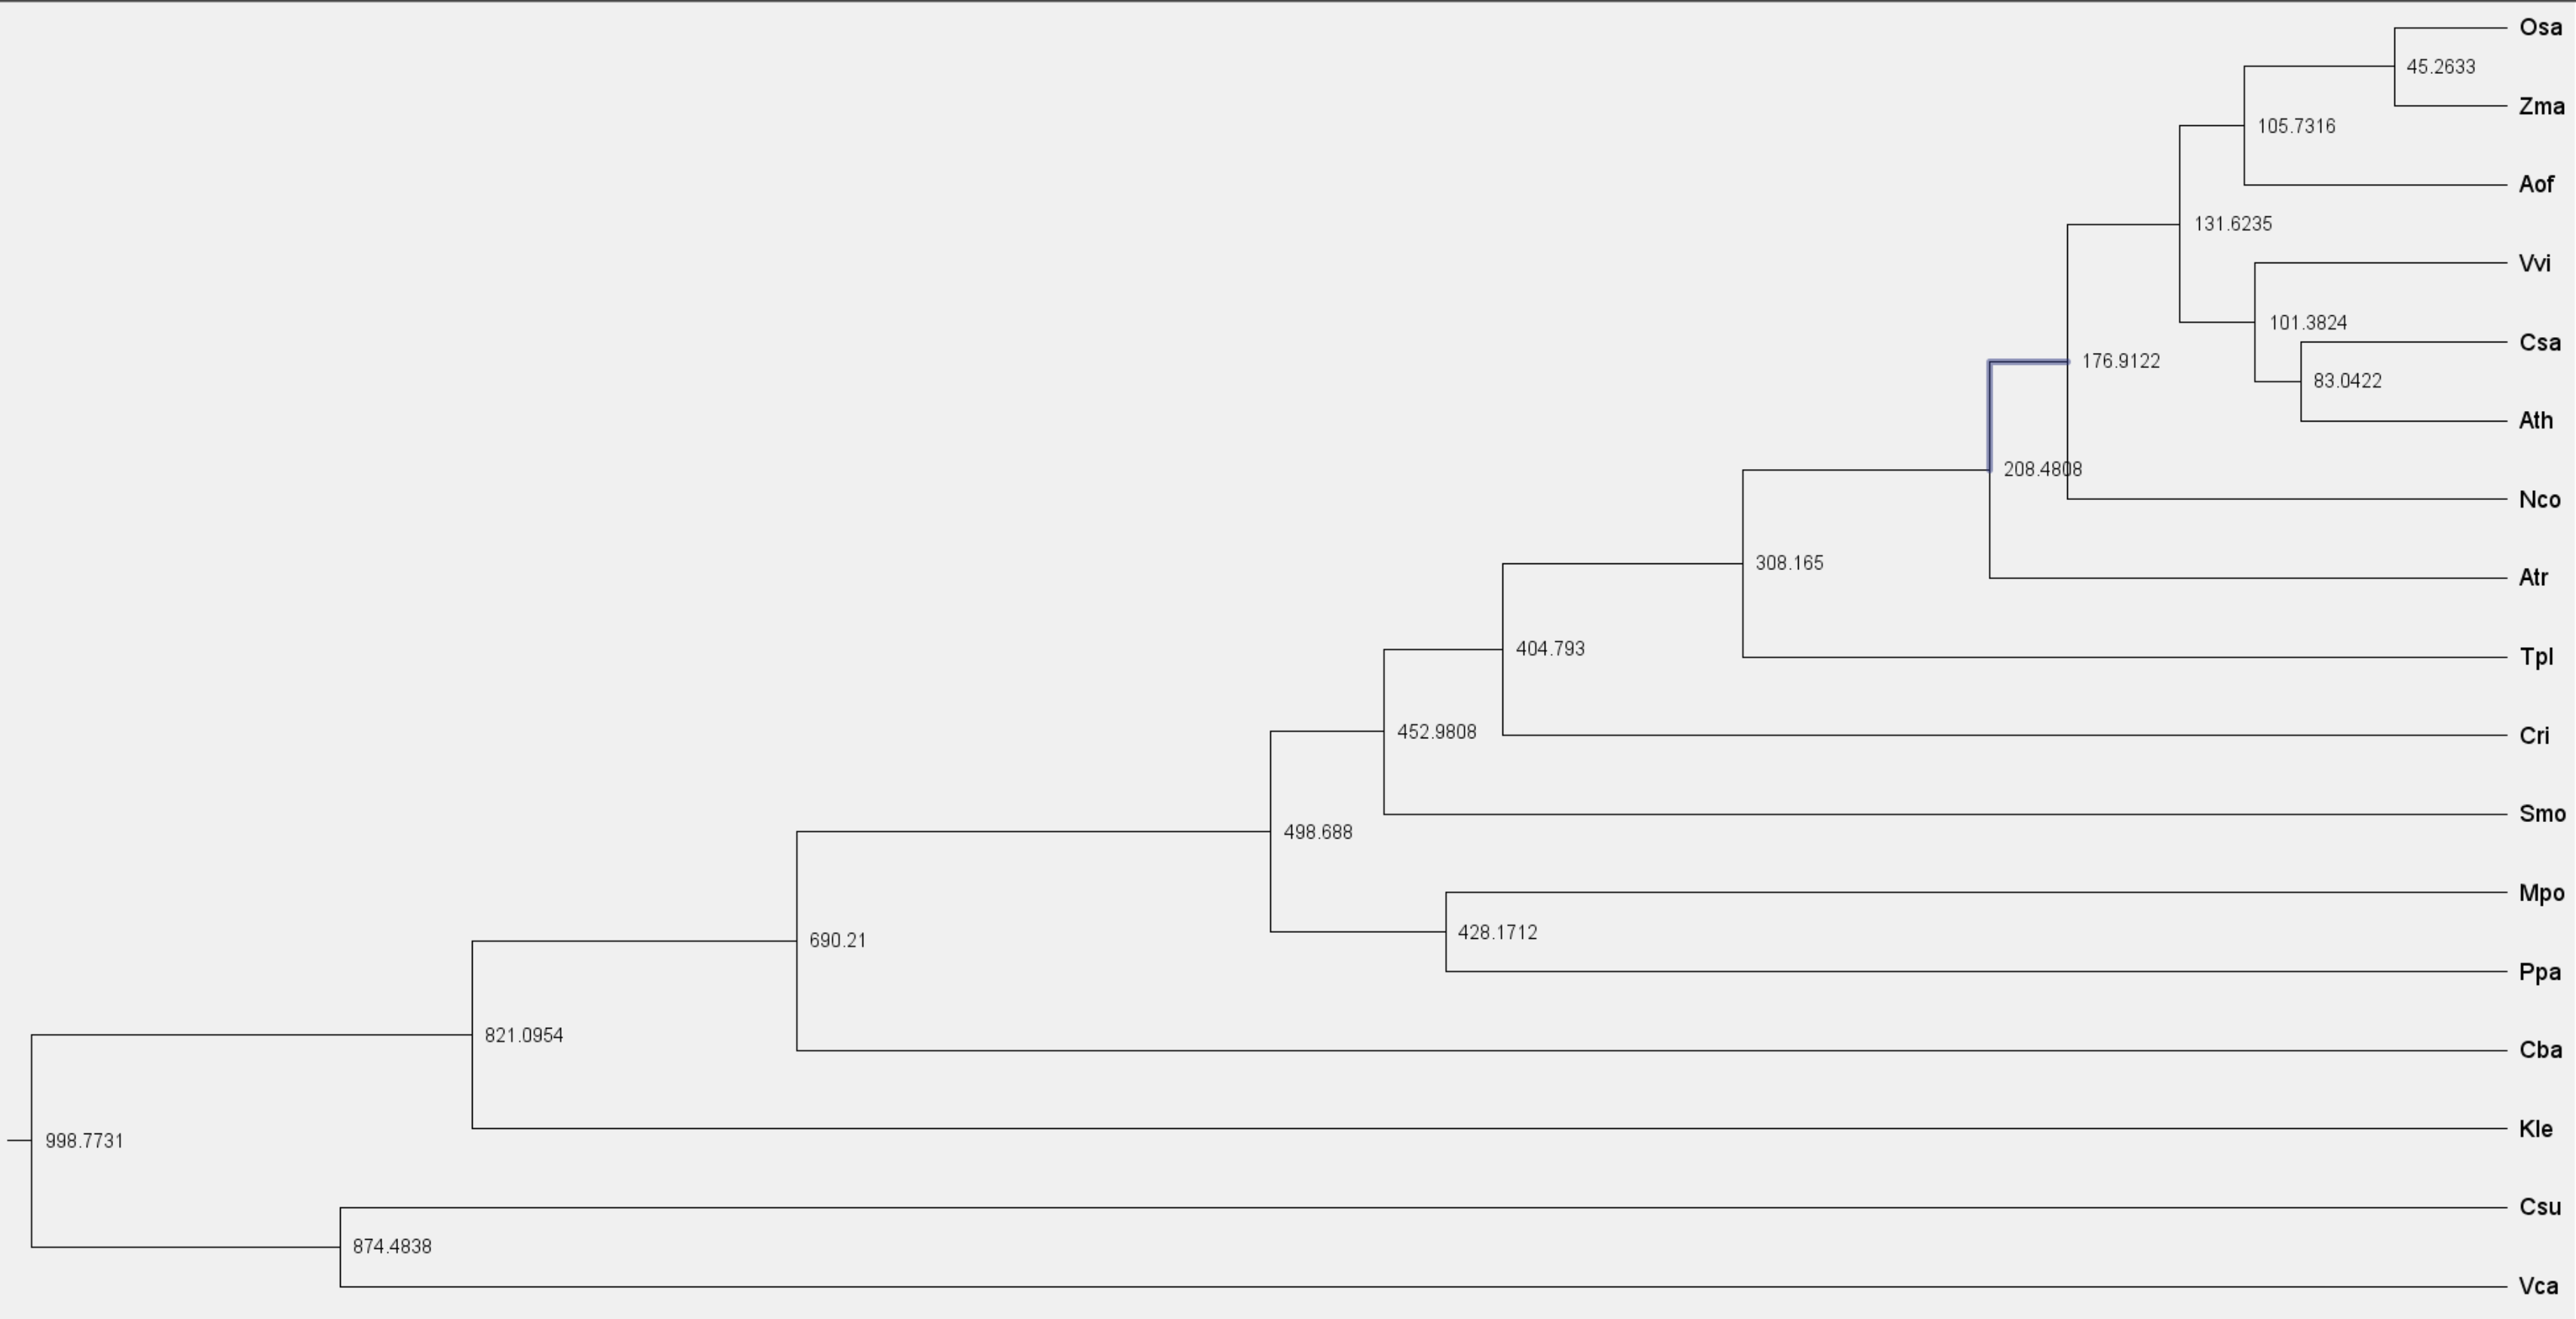 Osa
45.2633
Zma
105.7316
Aof
131.6235
Vvi
101.3824
Csa
176.9122
83.0422
Ath
208.4808
Nco
308.165
Atr
404.793
Tpl
452.9808
Cri
Smo
498.688
Mpo
428.1712
690.21
Ppa
821.0954
Cba
998.7731
Kle
Csu
874.4838
Vca